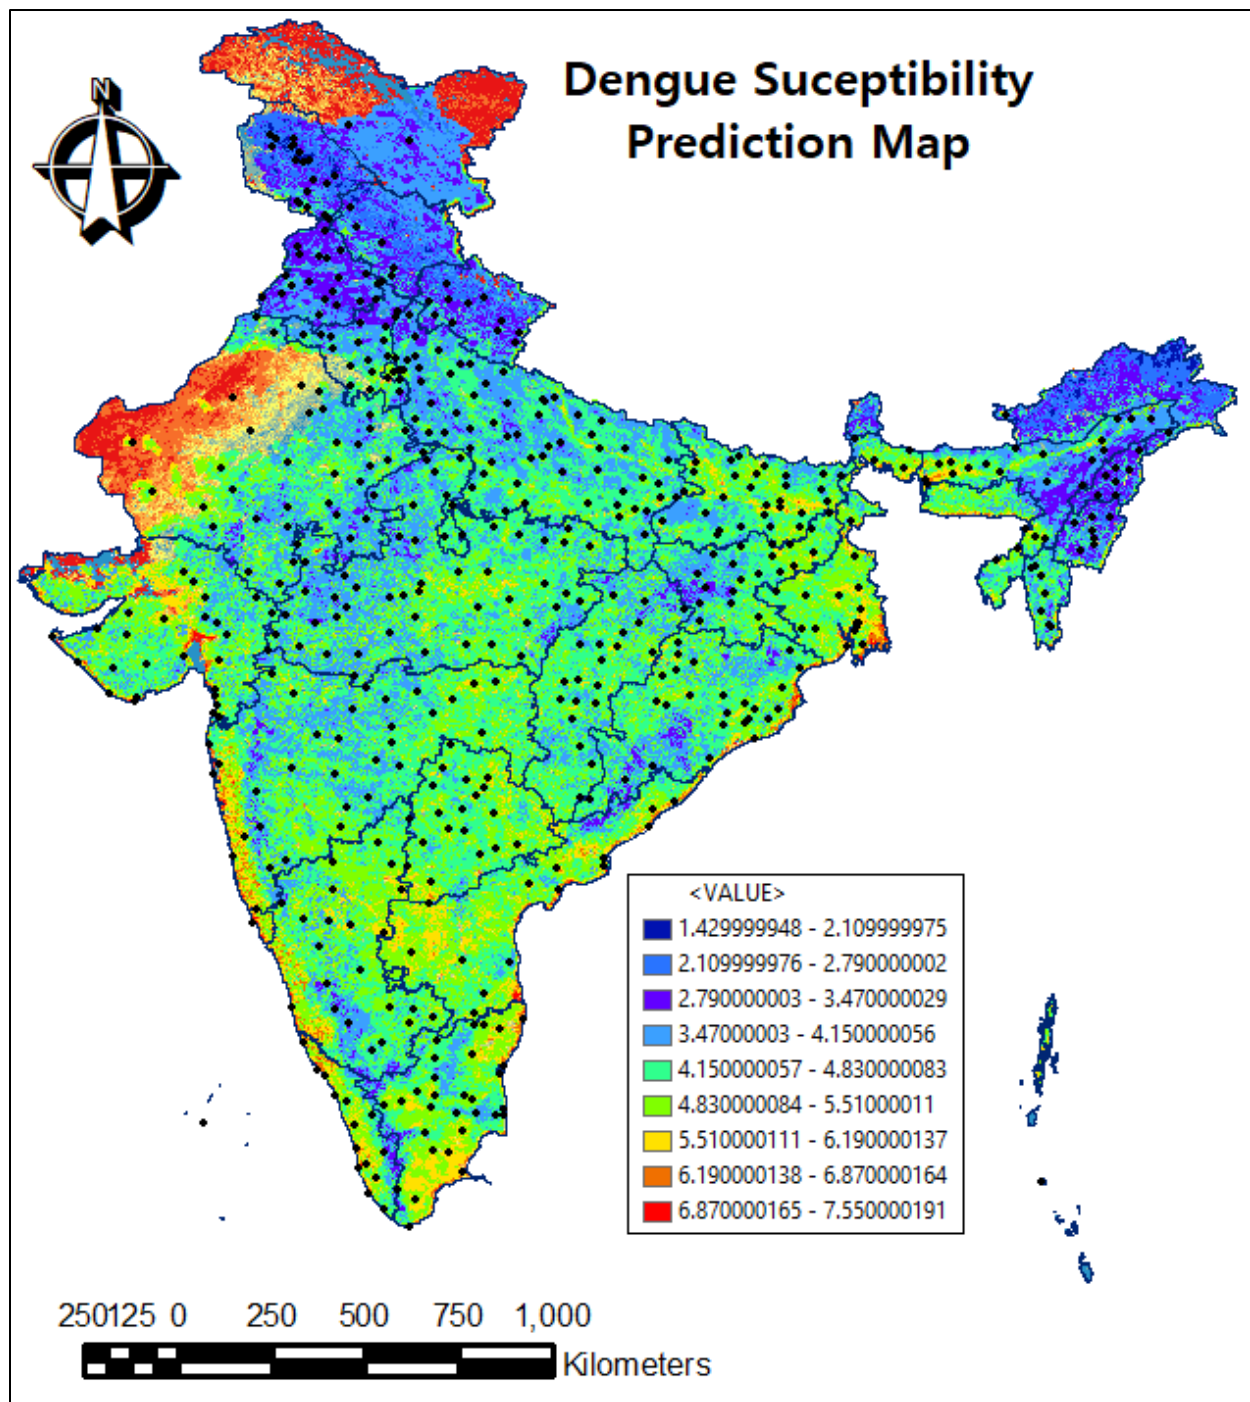 Dengue Suceptibility
Prediction Map
N
<VALUE>
1.429999948 - 2.109999975
2.109999976 - 2.790000002
2.790000003 - 3.470000029
3.47000003 - 4.150000056
4.150000057 - 4.830000083
4.830000084 - 5.51000011
5.510000111 - 6.190000137
6.190000138 - 6.870000164
6.870000165 - 7.550000191
250125 0 250 500 750 1,000
Kilometers